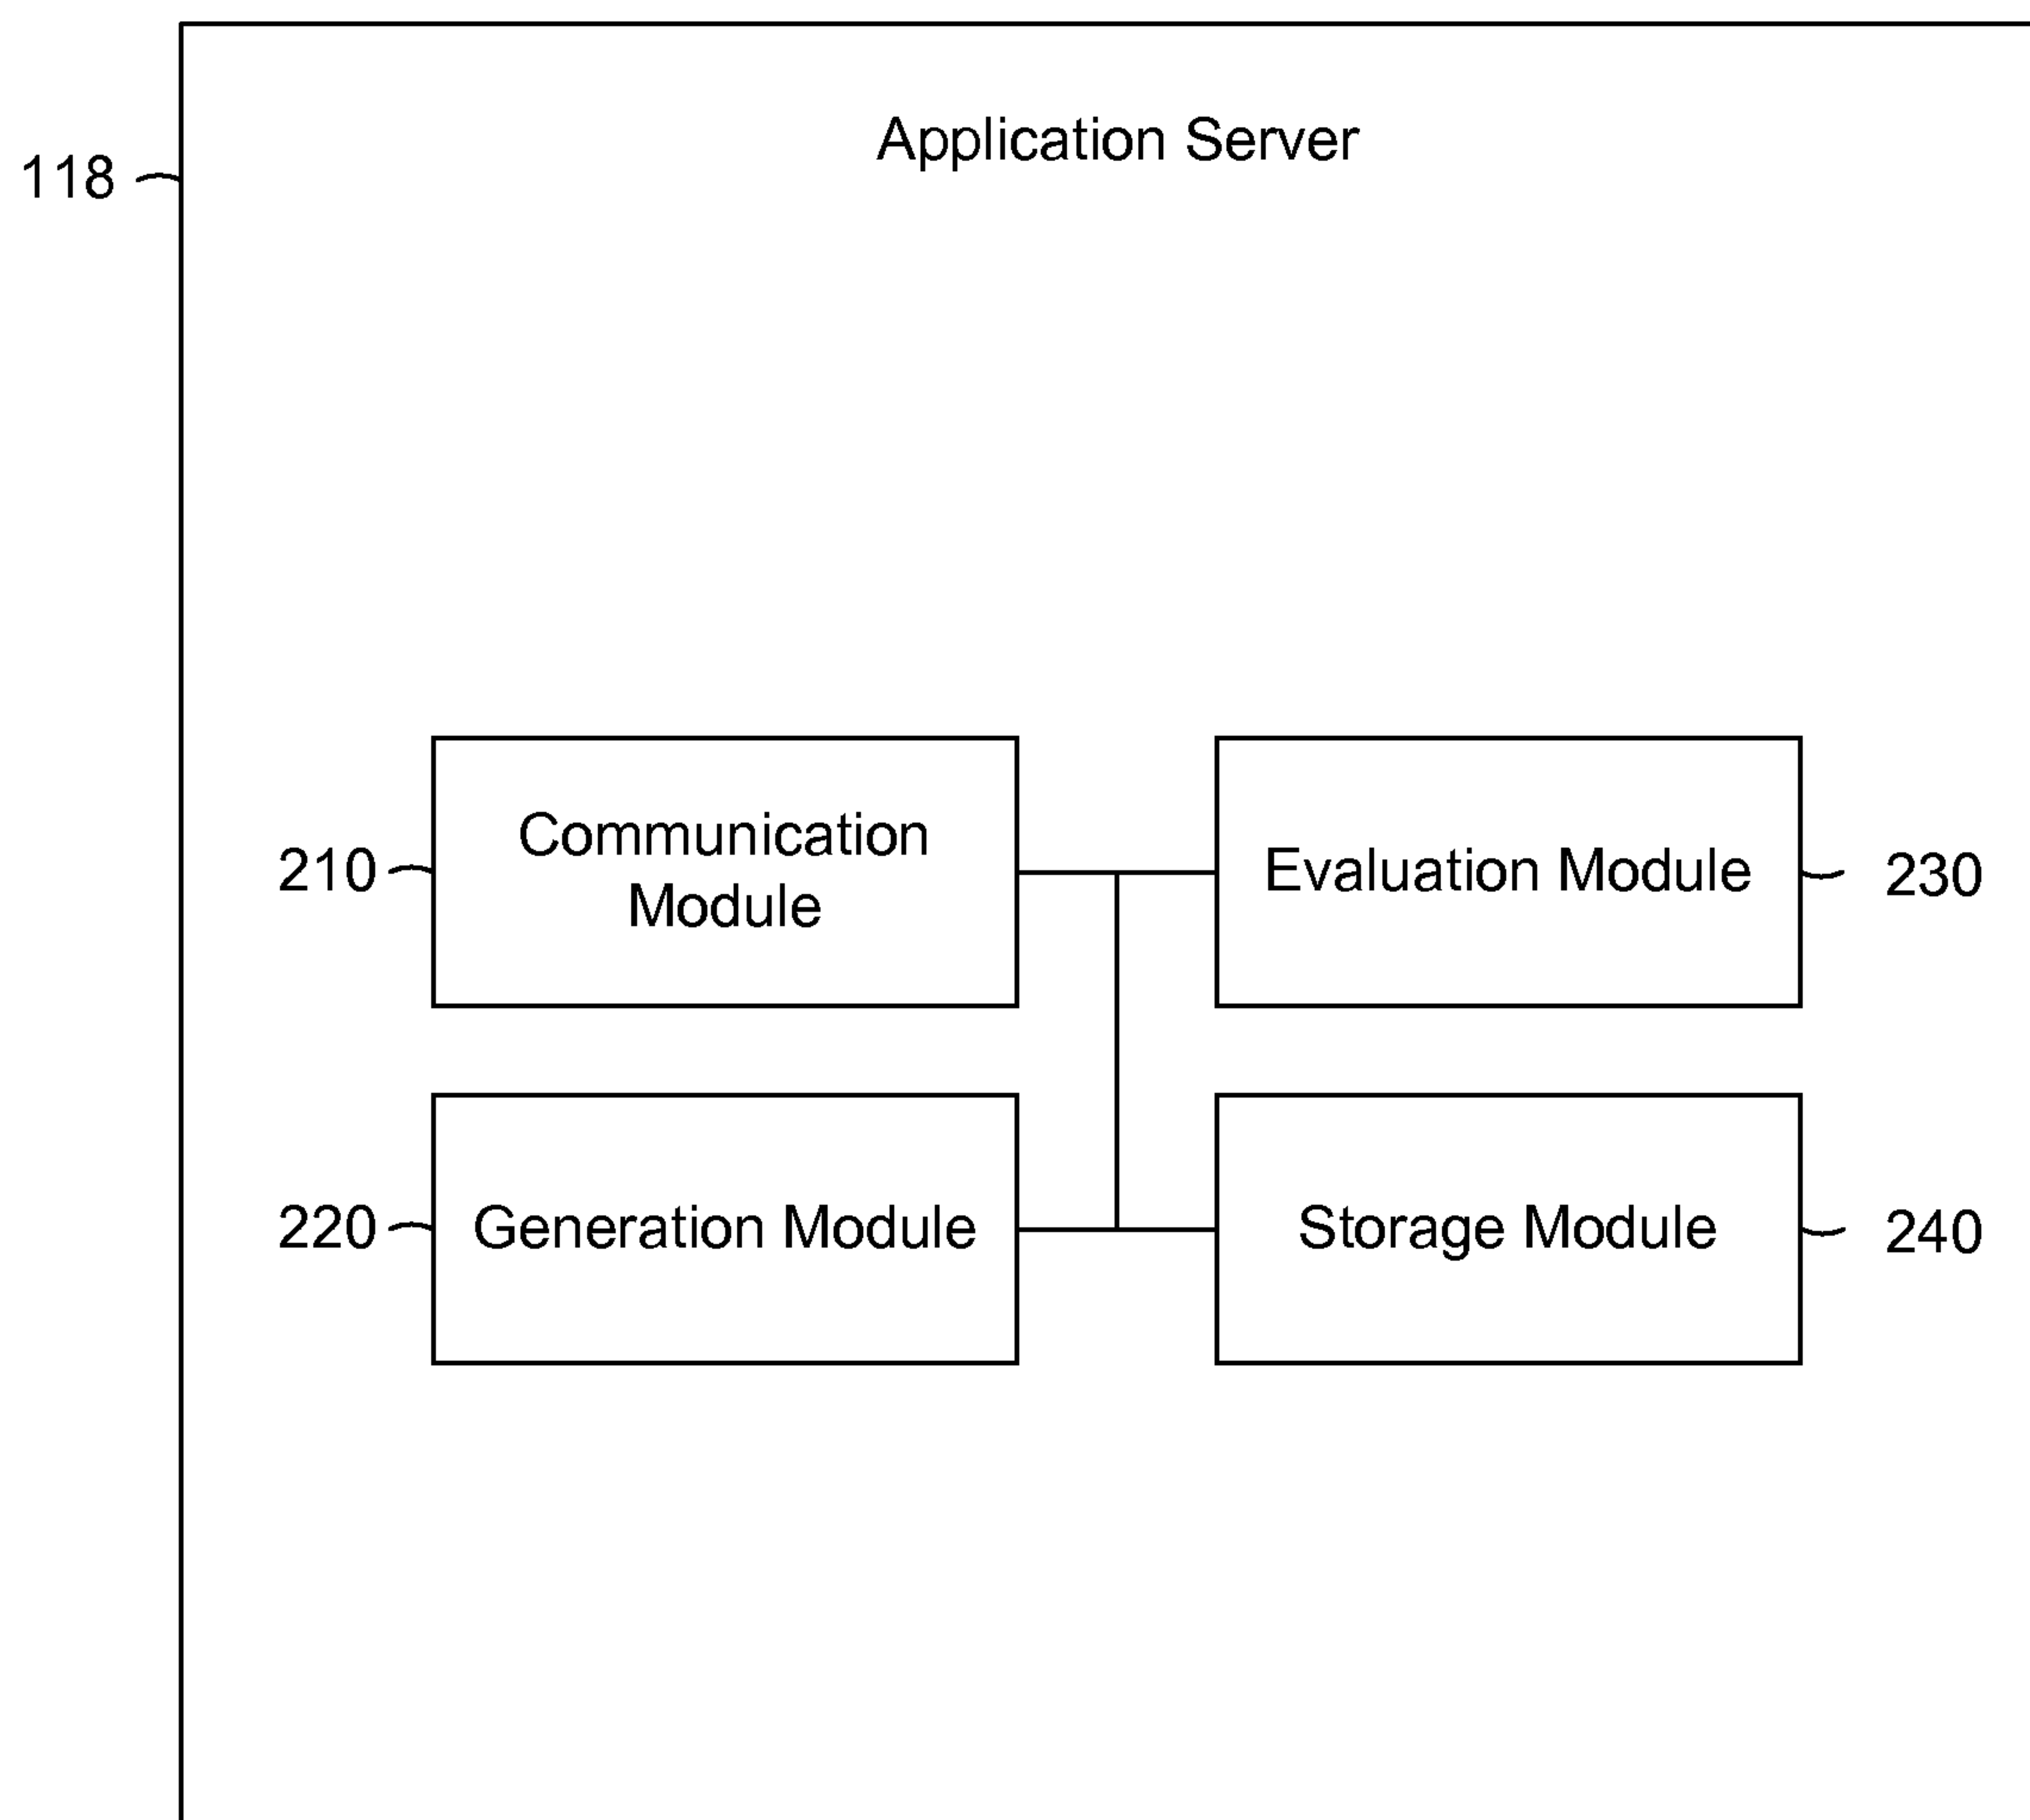 Application Server
118
Communication
Module
210
Evaluation Module
230
220
Generation Module
Storage Module
240